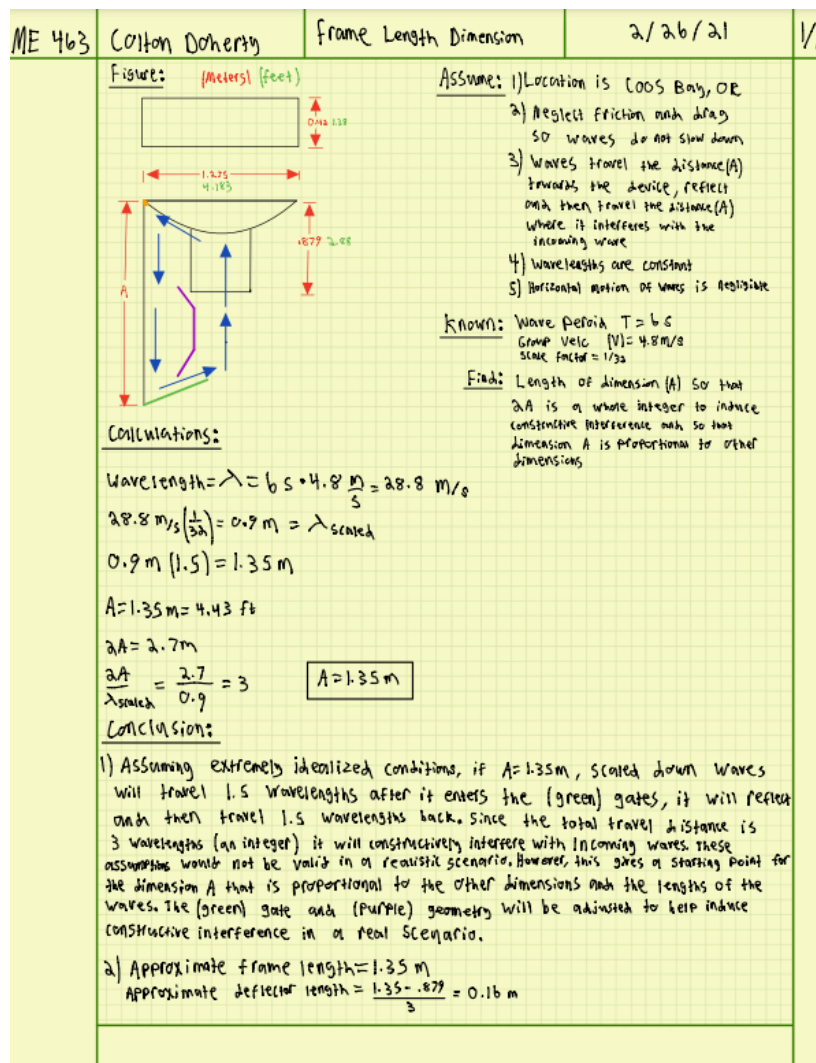 ME 463 Colton Doherty Frame Length Dimension 2/26/21 1/
Figure: (Meters) (feet)
0.42 1.38
1.275
4.183
.879 2.88
A
Assume: 1) Location is Coos Bay, OR
2) Neglect friction and drag
so waves do not slow down
3) Waves travel the distance (A)
towards the device, reflect
and then travel the distance (A)
where it interferes with the
incoming wave
4) Wavelengths are constant
5) Horizontal motion of waves is negligible
Known: Wave Peroid T = 6 s
Group Velc (V) = 4.8 m/s
Scale factor = 1/32
Find: Length of dimension (A) so that
2A is a whole integer to induce
constructive interference and so that
dimension A is proportional to other
dimensions
Calculations:
Wavelength = λ = 6 s • 4.8 m/s = 28.8 m/s
28.8 m/s (1/32) = 0.9 m = λ scaled
0.9 m (1.5) = 1.35 m
A = 1.35 m = 4.43 ft
2A = 2.7 m
2A/λ scaled = 2.7/0.9 = 3 A = 1.35 m
Conclusion:
1) Assuming extremely idealized conditions, if A = 1.35m, scaled down waves
will travel 1.5 wavelengths after it enters the (green) gates, it will reflect
and then travel 1.5 wavelengths back. Since the total travel distance is
3 wavelengths (an integer) it will constructively interfere with incoming waves. These
assumptions would not be valid in a realistic scenario. However, this gives a starting point for
the dimension A that is proportional to the other dimensions and the lengths of the
waves. The (green) gate and (purple) geometry will be adjusted to help induce
constructive interference in a real scenario.
2) Approximate frame length = 1.35 m
Approximate deflector length = 1.35 - .879 / 3 = 0.16 m